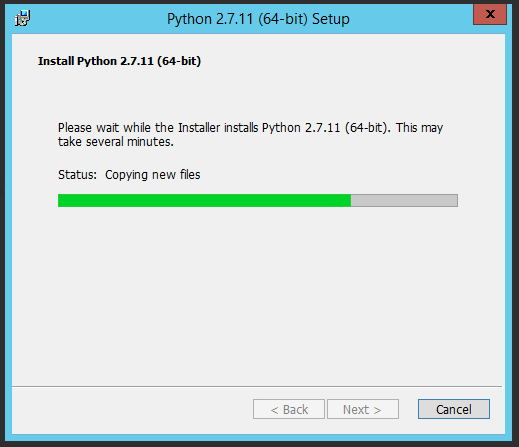 Python 2.7.11 (64-bit) Setup
x
Install Python 2.7.11 (64-bit)
Please wait while the Installer installs Python 2.7.11 (64-bit). This may
take several minutes.
Status: Copying new files
< Back Next > Cancel